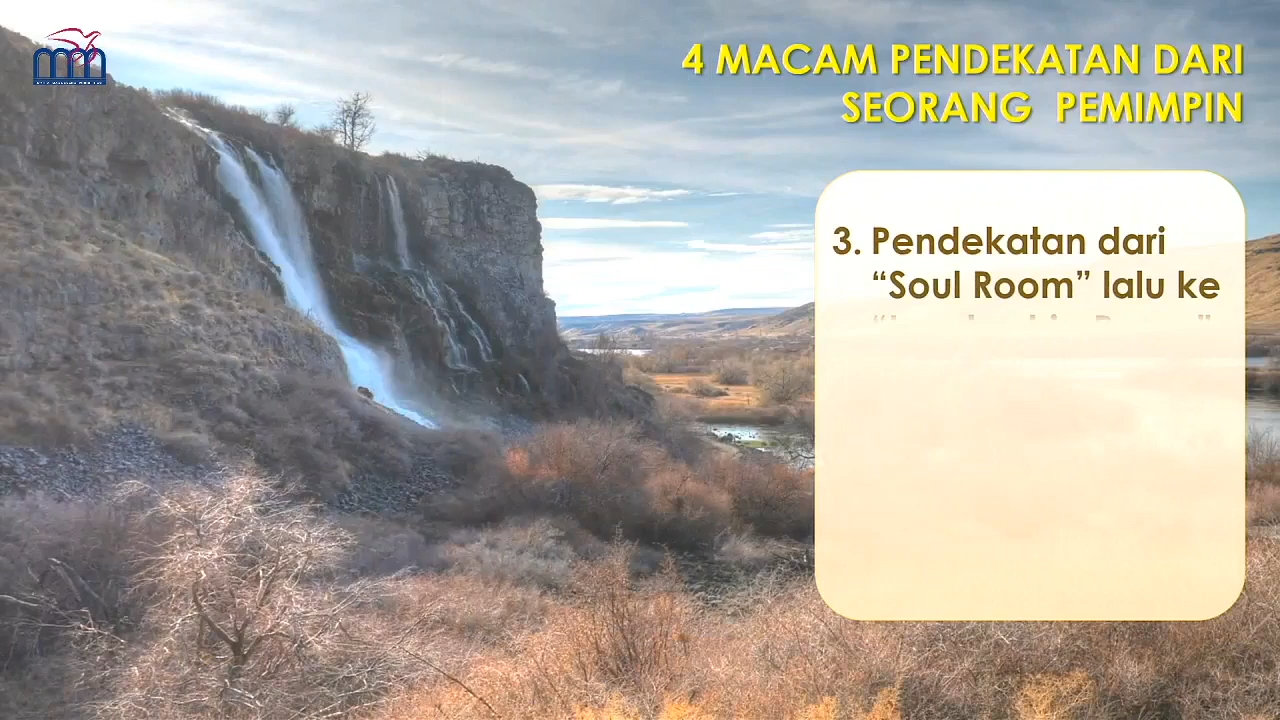 4 MACAM PENDEKATAN DARI
SEORANG PEMIMPIN
3. Pendekatan dari
“Soul Room” lalu ke